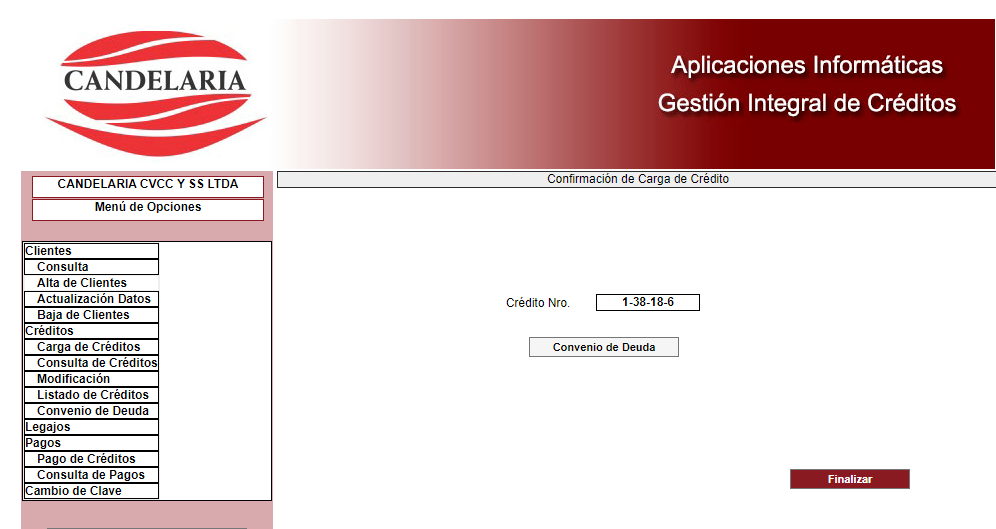 CANDELARIA
Aplicaciones Informáticas
Gestión Integral de Créditos
CANDELARIA CVCC Y SS LTDA
Menú de Opciones
Clientes
Consulta
Alta de Clientes
Actualización Datos
Baja de Clientes
Créditos
Carga de Créditos
Consulta de Créditos
Modificación
Listado de Créditos
Convenio de Deuda
Legajos
Pagos
Pago de Créditos
Consulta de Pagos
Cambio de Clave
Confirmación de Carga de Crédito
Crédito Nro. 1-38-18-6
Convenio de Deuda
Finalizar